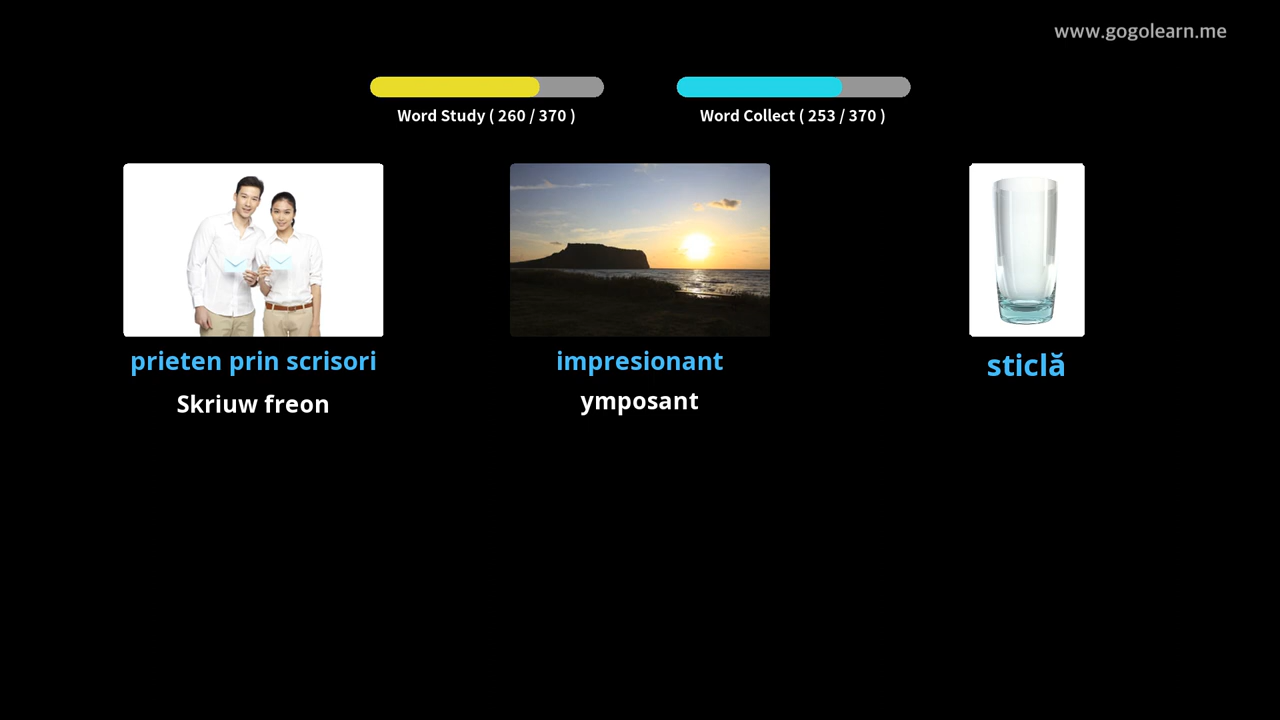 www.gogolearn.me
Word Study ( 260 / 370 )
Word Collect ( 253 / 370 )
prieten prin scrisori
impresionant
sticlă
Skriuw freon
ymposant